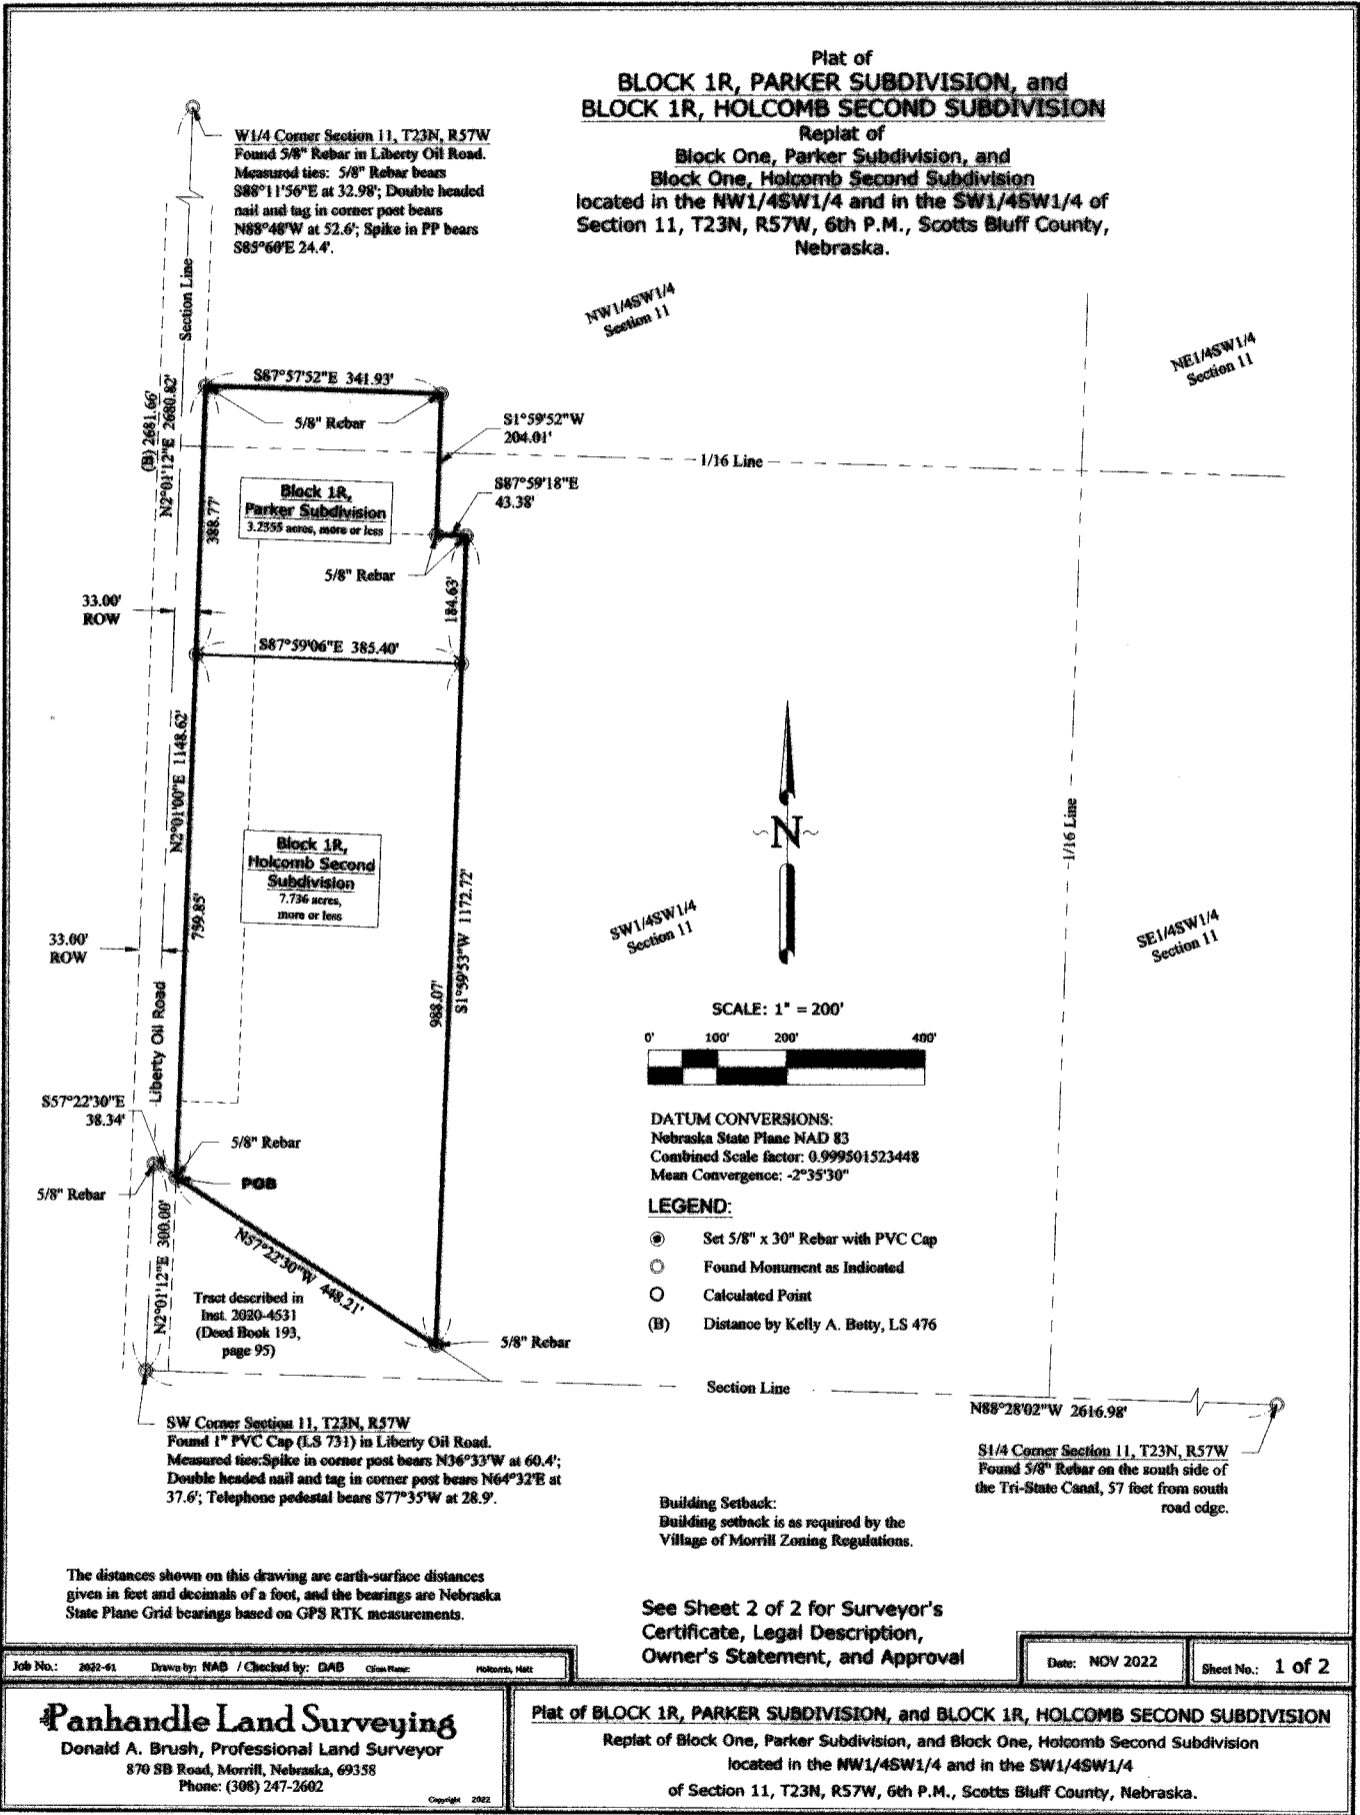 Plat of
BLOCK 1R, PARKER SUBDIVISION, and
BLOCK 1R, HOLCOMB SECOND SUBDIVISION
Replat of
Block One, Parker Subdivision, and
Block One, Holcomb Second Subdivision
located in the NW1/4SW1/4 and in the SW1/4SW1/4 of
Section 11, T23N, R57W, 6th P.M., Scotts Bluff County,
Nebraska.
W1/4 Corner Section 11, T23N, R57W
Found 5/8" Rebar in Liberty Oil Road.
Measured ties: 5/8" Rebar bears
S88°11'56"E at 32.98'; Double headed
nail and tag in corner post bears
N88°48'W at 52.6'; Spike in PP bears
S85°60'E 24.4'.
Section Line
NW1/4SW1/4
Section 11
NE1/4SW1/4
Section 11
(B) 2681.66'
N2°01'12"E 2680.82'
S87°57'52"E 341.93'
5/8" Rebar
S1°59'52"W
204.01'
1/16 Line
S87°59'18"E
43.38'
Block 1R,
Parker Subdivision
3.2355 acres, more or less
388.77'
5/8" Rebar
184.63'
33.00'
ROW
S87°59'06"E 385.40'
N2°01'00"E 1148.62'
Block 1R,
Holcomb Second
Subdivision
7.736 acres,
more or less
759.85'
33.00'
ROW
Liberty Oil Road
988.07'
S1°59'53"W 1172.72'
N
1/16 Line
SW1/4SW1/4
Section 11
SE1/4SW1/4
Section 11
SCALE: 1" = 200'
0' 100' 200' 400'
S57°22'30"E
38.34'
5/8" Rebar
POB
5/8" Rebar
N2°01'12"E 300.00'
N57°22'30"W 448.21'
Tract described in
Inst. 2020-4531
(Deed Book 193,
page 95)
5/8" Rebar
DATUM CONVERSIONS:
Nebraska State Plane NAD 83
Combined Scale factor: 0.999501523448
Mean Convergence: -2°35'30"
LEGEND:
Set 5/8" x 30" Rebar with PVC Cap
Found Monument as Indicated
Calculated Point
(B) Distance by Kelly A. Betty, LS 476
Section Line
N88°28'02"W 2616.98'
SW Corner Section 11, T23N, R57W
Found 1" PVC Cap (LS 731) in Liberty Oil Road.
Measured ties:Spike in corner post bears N36°33'W at 60.4';
Double headed nail and tag in corner post bears N64°32'E at
37.6'; Telephone pedestal bears S77°35'W at 28.9'.
S1/4 Corner Section 11, T23N, R57W
Found 5/8" Rebar on the south side of
the Tri-State Canal, 57 feet from south
road edge.
Building Setback:
Building setback is as required by the
Village of Morrill Zoning Regulations.
The distances shown on this drawing are earth-surface distances
given in feet and decimals of a foot, and the bearings are Nebraska
State Plane Grid bearings based on GPS RTK measurements.
See Sheet 2 of 2 for Surveyor's
Certificate, Legal Description,
Owner's Statement, and Approval
Job No.: 2022-61 Drawn by: NAB / Checked by: DAB Client Name: Holcomb, Matt
Date: NOV 2022
Sheet No.: 1 of 2
Panhandle Land Surveying
Donald A. Brush, Professional Land Surveyor
870 SB Road, Morrill, Nebraska, 69358
Phone: (308) 247-2602
Copyright 2022
Plat of BLOCK 1R, PARKER SUBDIVISION, and BLOCK 1R, HOLCOMB SECOND SUBDIVISION
Replat of Block One, Parker Subdivision, and Block One, Holcomb Second Subdivision
located in the NW1/4SW1/4 and in the SW1/4SW1/4
of Section 11, T23N, R57W, 6th P.M., Scotts Bluff County, Nebraska.